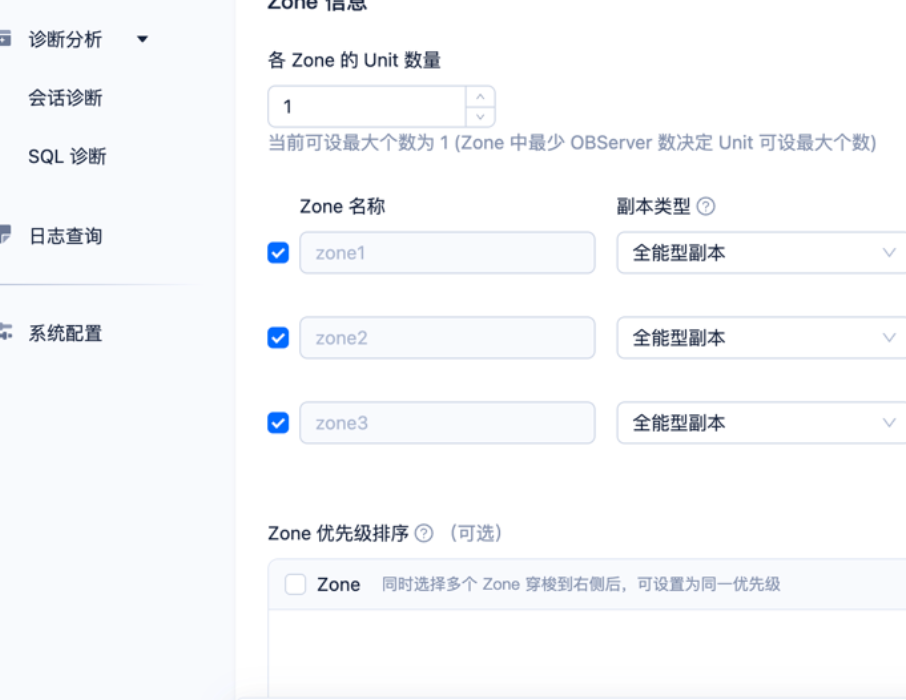 Zone 信息
诊断分析
会话诊断
SQL 诊断
日志查询
系统配置
各 Zone 的 Unit 数量
1
当前可设最大个数为 1 (Zone 中最少 OBServer 数决定 Unit 可设最大个数)
Zone 名称 副本类型
zone1 全能型副本
zone2 全能型副本
zone3 全能型副本
Zone 优先级排序 (可选)
Zone 同时选择多个 Zone 穿梭到右侧后，可设置为同一优先级